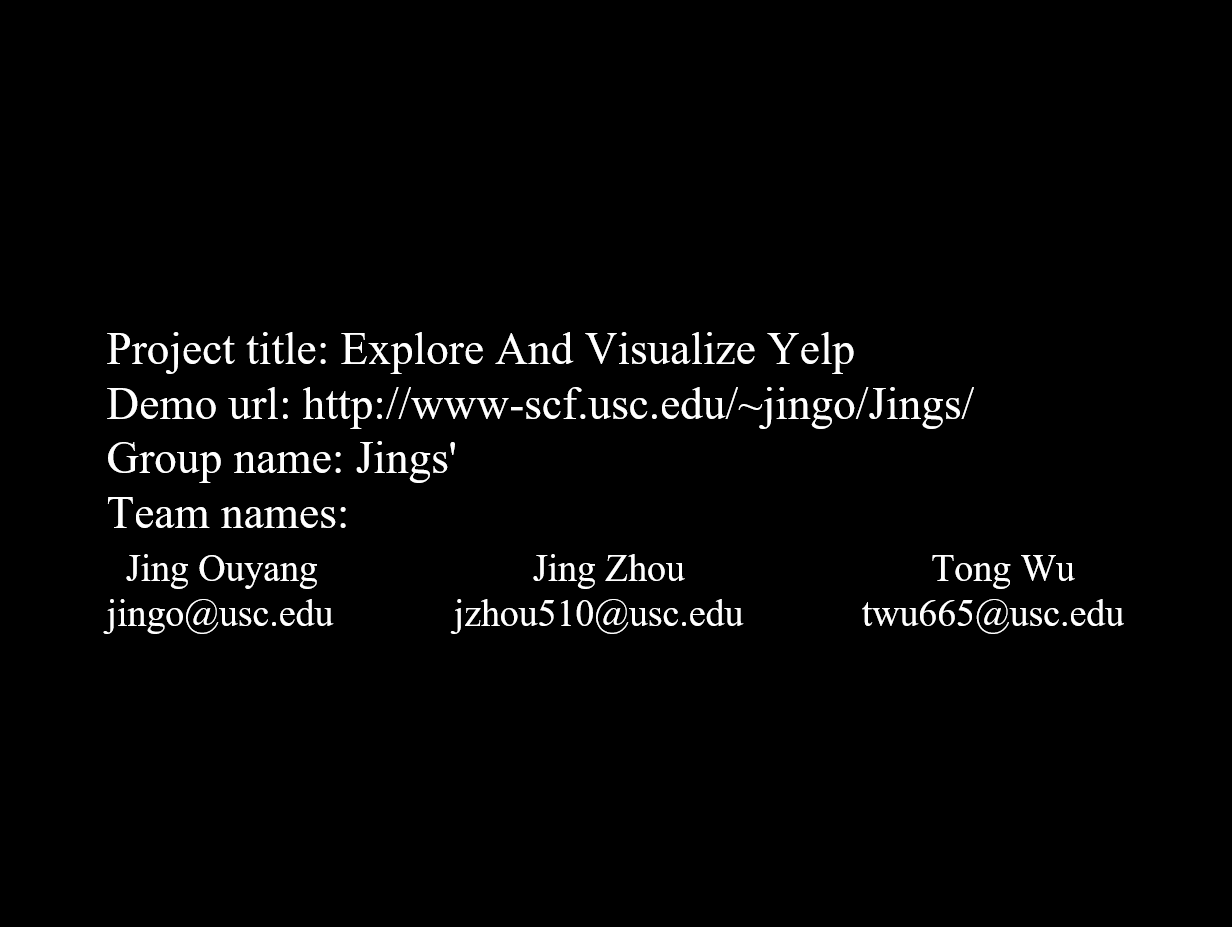 Project title: Explore And Visualize Yelp
Demo url: http://www-scf.usc.edu/~jingo/Jings/
Group name: Jings'
Team names:
Jing Ouyang Jing Zhou Tong Wu
jingo@usc.edu jzhou510@usc.edu twu665@usc.edu